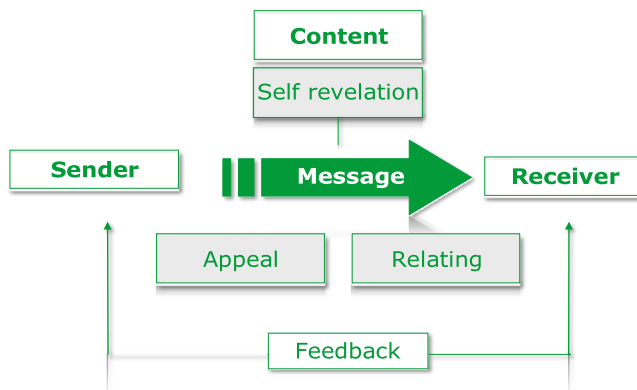 Content
Self revelation
Sender
Message
Receiver
Appeal
Relating
Feedback